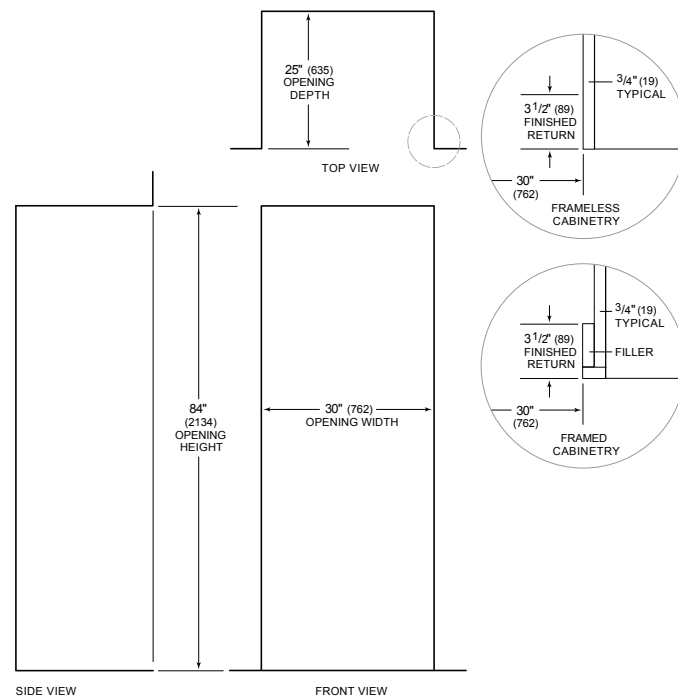 25" (635)
OPENING
DEPTH
TOP VIEW
3/4" (19)
TYPICAL
3 1/2" (89)
FINISHED
RETURN
30"
(762)
FRAMELESS
CABINETRY
3/4" (19)
TYPICAL
3 1/2" (89)
FINISHED
RETURN
FILLER
30"
(762)
FRAMED
CABINETRY
84"
(2134)
OPENING
HEIGHT
30" (762)
OPENING WIDTH
SIDE VIEW
FRONT VIEW